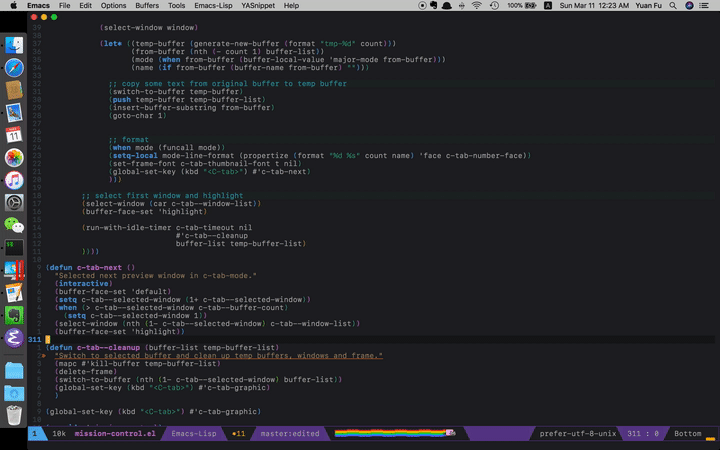 Emacs File Edit Options Buffers Tools Emacs-Lisp YASnippet Help 100% A Sun Mar 11 12:23 AM Yuan Fu
39 (select-window window)
38
37 (let* ((temp-buffer (generate-new-buffer (format "tmp-%d" count)))
36 (from-buffer (nth (- count 1) buffer-list))
35 (mode (when from-buffer (buffer-local-value 'major-mode from-buffer)))
34 (name (if from-buffer (buffer-name from-buffer) "")))
33
32 ;; copy some text from original buffer to temp buffer
31 (switch-to-buffer temp-buffer)
30 (push temp-buffer temp-buffer-list)
29 (insert-buffer-substring from-buffer)
28 (goto-char 1)
27
26
25 ;; format
24 (when mode (funcall mode))
23 (setq-local mode-line-format (propertize (format "%d %s" count name) 'face c-tab-number-face))
22 (set-frame-font c-tab-thumbnail-font t nil)
21 (global-set-key (kbd "<C-tab>") #'c-tab-next)
20 )))
19
18 ;; select first window and highlight
17 (select-window (car c-tab--window-list))
16 (buffer-face-set 'highlight)
15
14 (run-with-idle-timer c-tab-timeout nil
13 #'c-tab--cleanup
12 buffer-list temp-buffer-list)
11 ))))
10
9 (defun c-tab-next ()
8 "Selected next preview window in c-tab-mode."
7 (interactive)
6 (buffer-face-set 'default)
5 (setq c-tab--selected-window (1+ c-tab--selected-window))
4 (when (> c-tab--selected-window c-tab--buffer-count)
3 (setq c-tab--selected-window 1))
2 (select-window (nth (1- c-tab--selected-window) c-tab--window-list))
1 (buffer-face-set 'highlight))
311
1 (defun c-tab--cleanup (buffer-list temp-buffer-list)
2 "Switch to selected buffer and clean up temp buffers, windows and frame."
3 (mapc #'kill-buffer temp-buffer-list)
4 (delete-frame)
5 (switch-to-buffer (nth (1- c-tab--selected-window) buffer-list))
6 (global-set-key (kbd "<C-tab>") #'c-tab-graphic)
7 )
8
9 (global-set-key (kbd "<C-tab>") #'c-tab-graphic)
1 10k mission-control.el Emacs-Lisp •11 master:edited prefer-utf-8-unix 311 : 0 Bottom